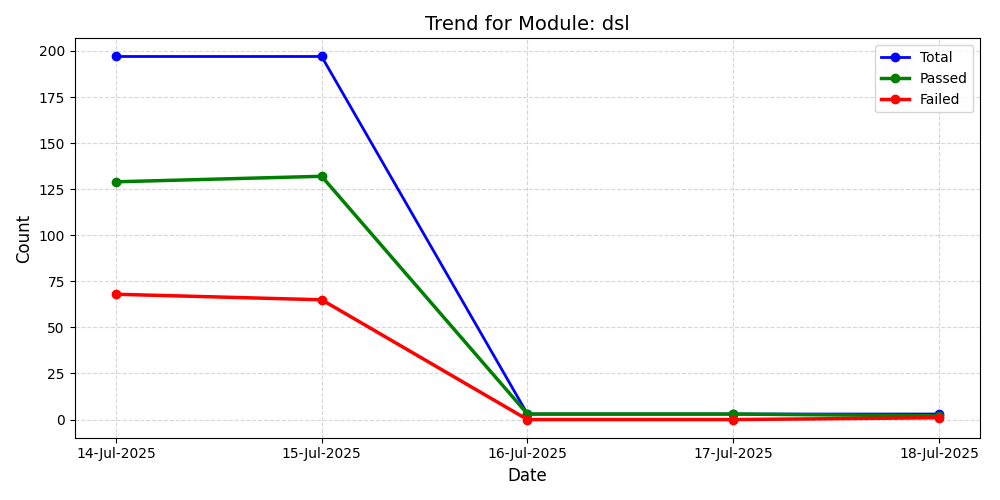 Trend for Module: dsl
200
175
150
125
100
75
50
25
0
Count
Total
Passed
Failed
14-Jul-2025
15-Jul-2025
16-Jul-2025
17-Jul-2025
18-Jul-2025
Date